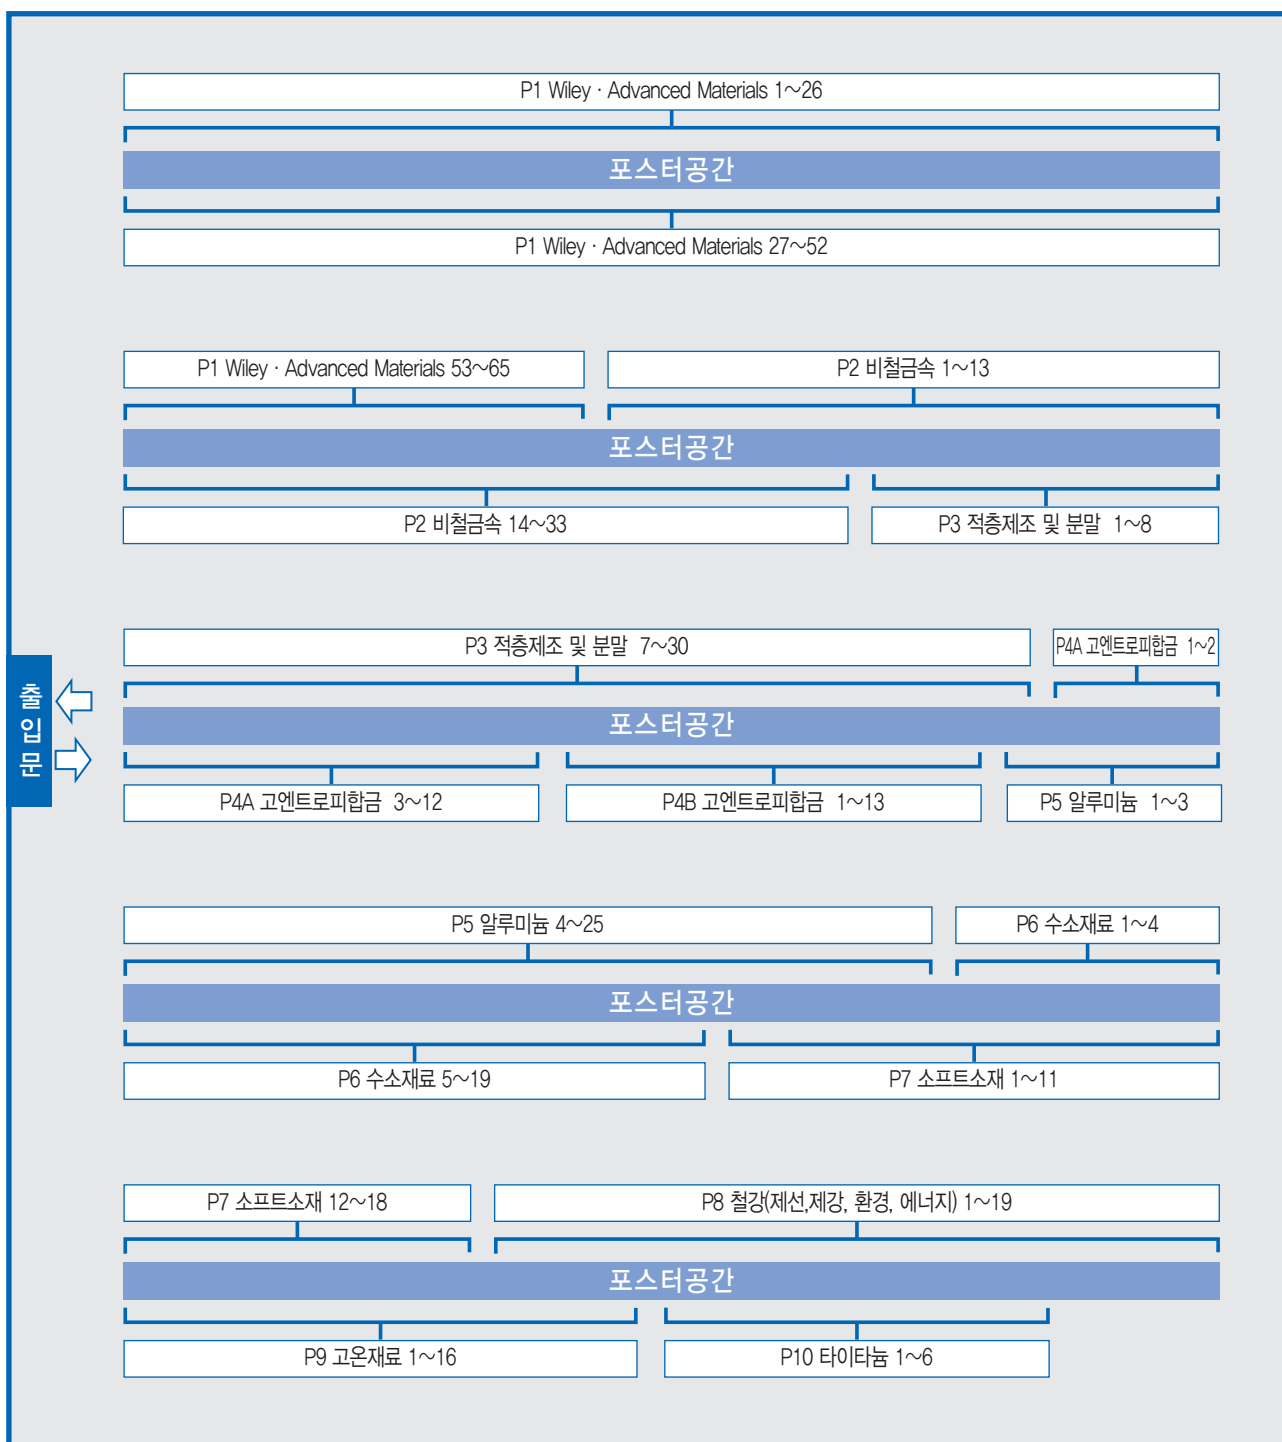 P1 Wiley · Advanced Materials 1~26
포스터공간
P1 Wiley · Advanced Materials 27~52
P1 Wiley · Advanced Materials 53~65
P2 비철금속 1~13
포스터공간
P2 비철금속 14~33
P3 적층제조 및 분말 1~8
P3 적층제조 및 분말 7~30
P4A 고엔트로피합금 1~2
출입문
포스터공간
P4A 고엔트로피합금 3~12
P4B 고엔트로피합금 1~13
P5 알루미늄 1~3
P5 알루미늄 4~25
P6 수소재료 1~4
포스터공간
P6 수소재료 5~19
P7 소프트소재 1~11
P7 소프트소재 12~18
P8 철강(제선,제강, 환경, 에너지) 1~19
포스터공간
P9 고온재료 1~16
P10 타이타늄 1~6